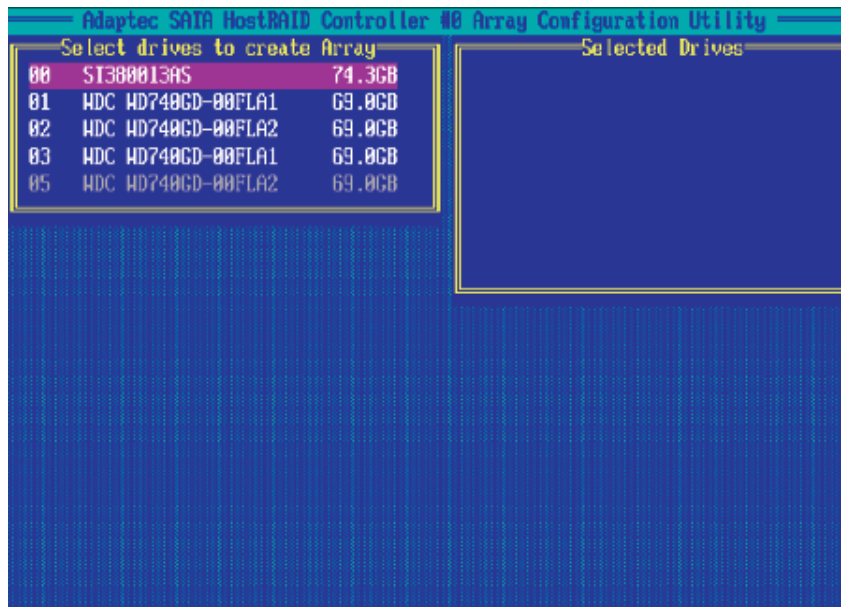 Adaptec SATA HostRAID Controller #0 Array Configuration Utility
Select drives to create Array
00 ST380013AS 74.3GB
01 WDC WD740GD-00FLA1 69.0GB
02 WDC WD740GD-00FLA2 69.0GB
03 WDC WD740GD-00FLA1 69.0GB
05 WDC WD740GD-00FLA2 69.0GB
Selected Drives